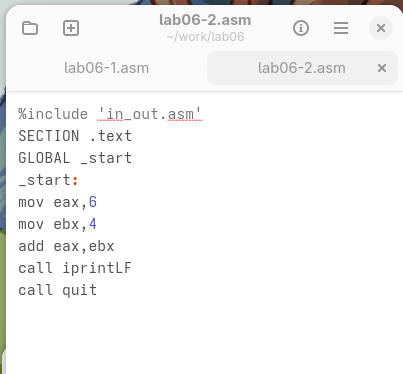 lab06-2.asm
~/work/lab06
lab06-1.asm
lab06-2.asm
%include 'in_out.asm'
SECTION .text
GLOBAL _start
_start:
mov eax,6
mov ebx,4
add eax,ebx
call iprintLF
call quit